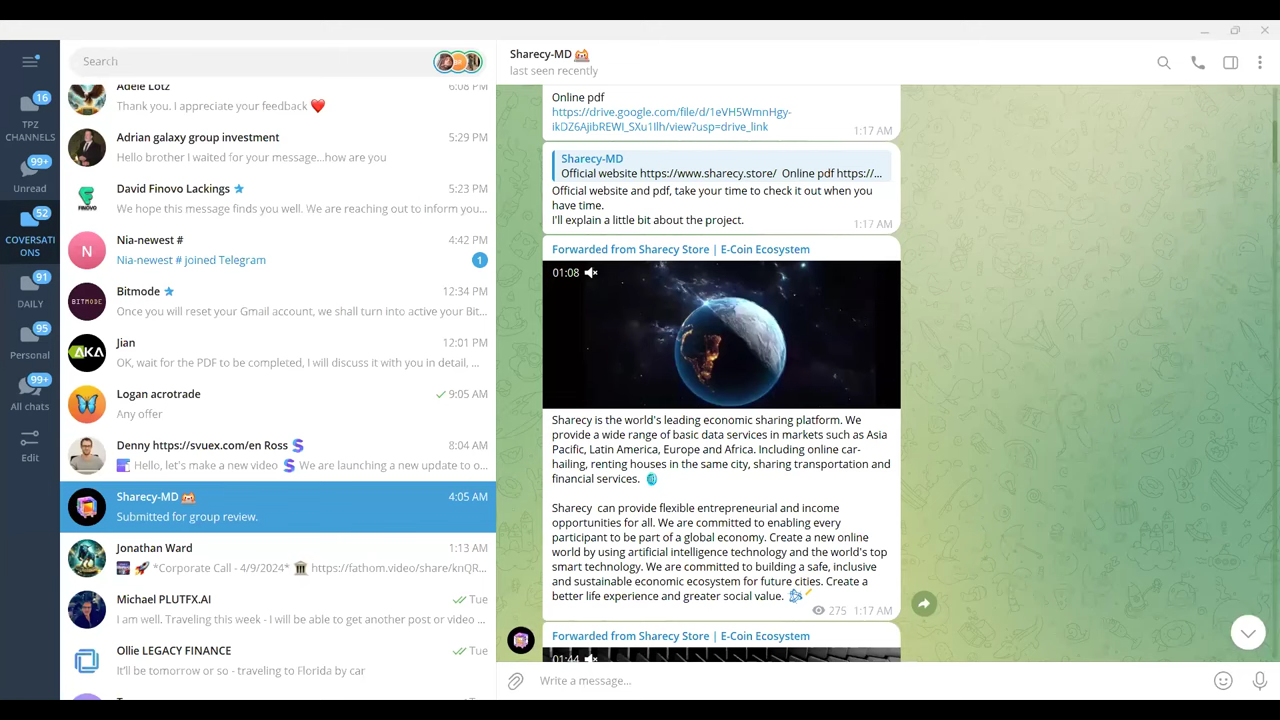 Search
16
TPZ
CHANNELS
99+
Unread
52
COVERSATI
ONS
91
DAILY
95
Personal
99+
All chats
Edit
Adele Lotz
6:08 PM
Thank you. I appreciate your feedback ❤️
Adrian galaxy group investment
5:29 PM
Hello brother I waited for your message...how are you
FINOVO
David Finovo Lackings
5:23 PM
We hope this message finds you well. We are reaching out to inform you...
N
Nia-newest #
4:42 PM
Nia-newest # joined Telegram
1
BITMODE
Bitmode
12:34 PM
Once you will reset your Gmail account, we shall turn into active your Bit...
AKA
Jian
12:01 PM
OK, wait for the PDF to be completed, I will discuss it with you in detail, ...
Logan acrotrade
9:05 AM
Any offer
Denny https://svuex.com/en Ross
8:04 AM
Hello, let's make a new video S We are launching a new update to o...
Sharecy-MD
4:05 AM
Submitted for group review.
Jonathan Ward
1:13 AM
*Corporate Call - 4/9/2024* 🏛 https://fathom.video/share/knQR...
Michael PLUTFX.AI
Tue
I am well. Traveling this week - I will be able to get another post or video ...
Ollie LEGACY FINANCE
Tue
It'll be tomorrow or so - traveling to Florida by car
Sharecy-MD
last seen recently
Online pdf
https://drive.google.com/file/d/1eVH5WmnHgy-
ikDZ6AjibREWI_SXu1Ilh/view?usp=drive_link
1:17 AM
Sharecy-MD
Official website https://www.sharecy.store/ Online pdf https://...
Official website and pdf, take your time to check it out when you
have time.
I'll explain a little bit about the project.
1:17 AM
Forwarded from Sharecy Store | E-Coin Ecosystem
01:08
Sharecy is the world's leading economic sharing platform. We
provide a wide range of basic data services in markets such as Asia
Pacific, Latin America, Europe and Africa. Including online car-
hailing, renting houses in the same city, sharing transportation and
financial services.
Sharecy can provide flexible entrepreneurial and income
opportunities for all. We are committed to enabling every
participant to be part of a global economy. Create a new online
world by using artificial intelligence technology and the world's top
smart technology. We are committed to building a safe, inclusive
and sustainable economic ecosystem for future cities. Create a
better life experience and greater social value.
275 1:17 AM
Forwarded from Sharecy Store | E-Coin Ecosystem
01:44
Write a message...